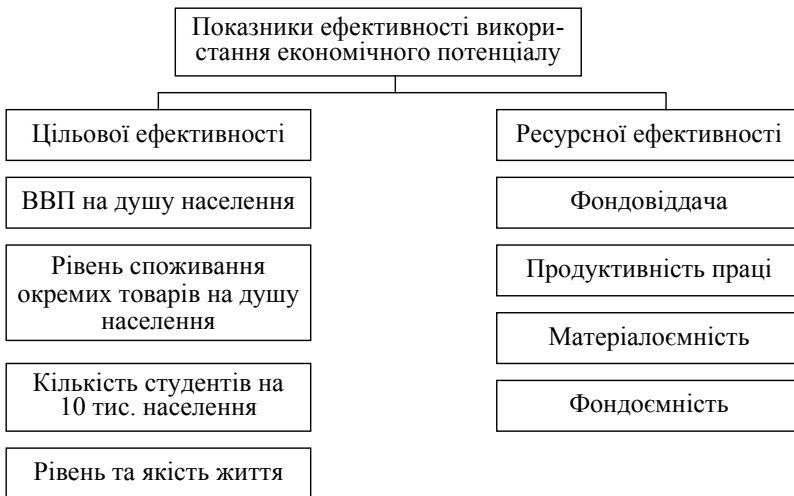 Показники ефективності викори-
стання економічного потенціалу
Цільової ефективності
ВВП на душу населення
Рівень споживання
окремих товарів на душу
населення
Кількість студентів на
10 тис. населення
Рівень та якість життя
Ресурсної ефективності
Фондовіддача
Продуктивність праці
Матеріалоємність
Фондоємність